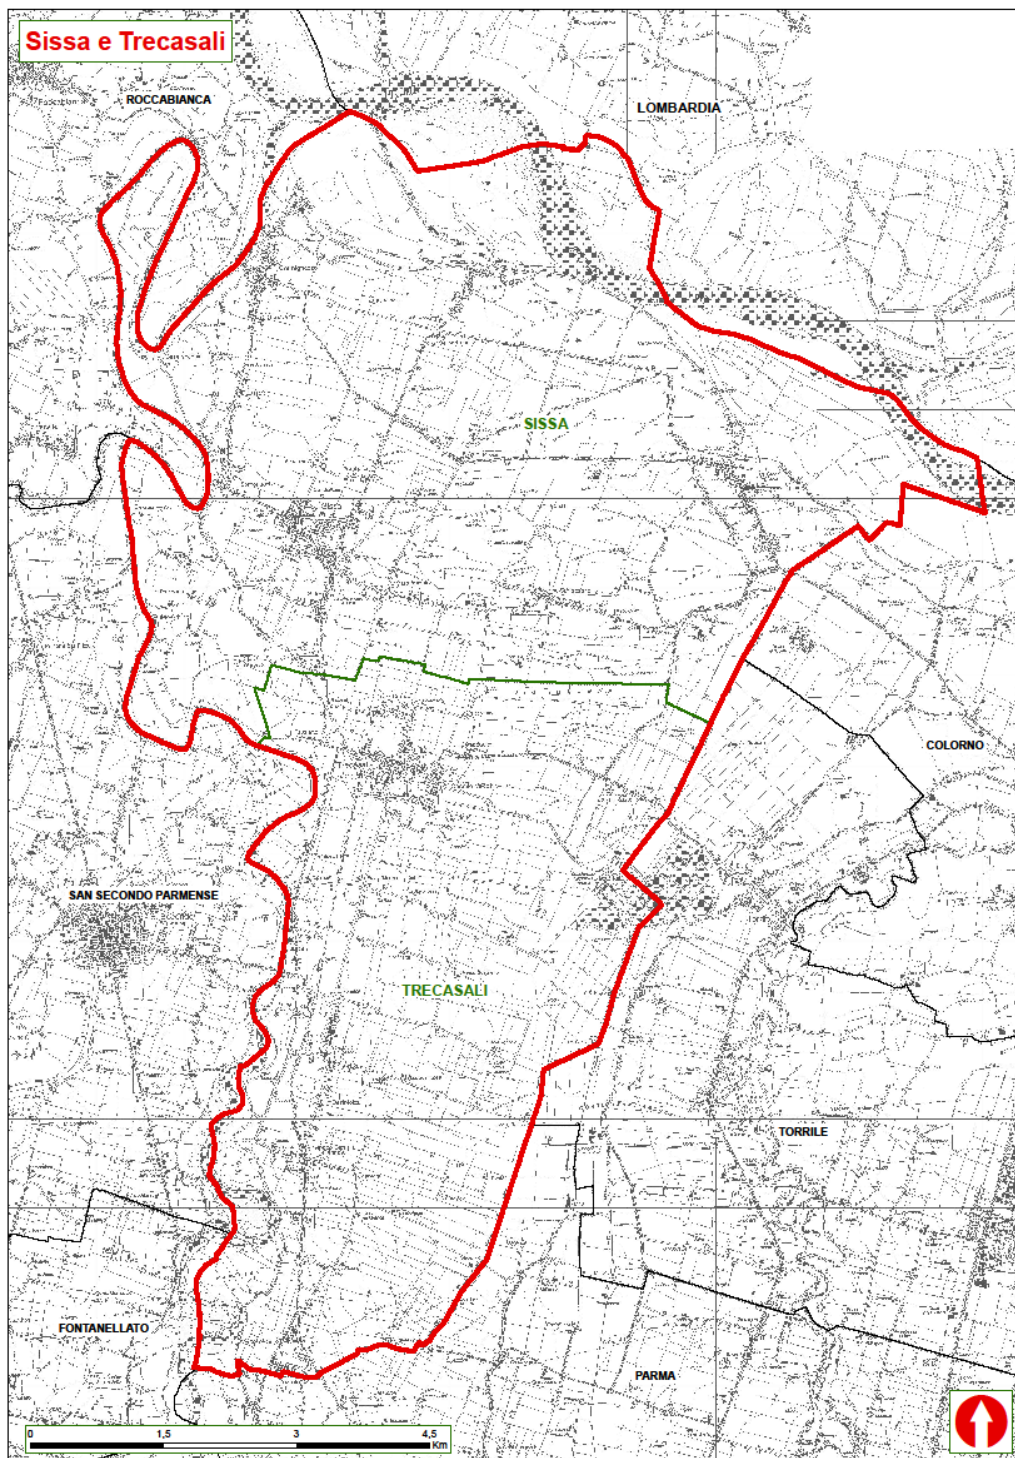 Sissa e Trecasali
ROCCABIANCA
LOMBARDIA
SISSA
COLORNO
SAN SECONDO PARMENSE
TRECASALI
TORRILE
FONTANELLATO
PARMA
0 1,5 3 4,5
Km